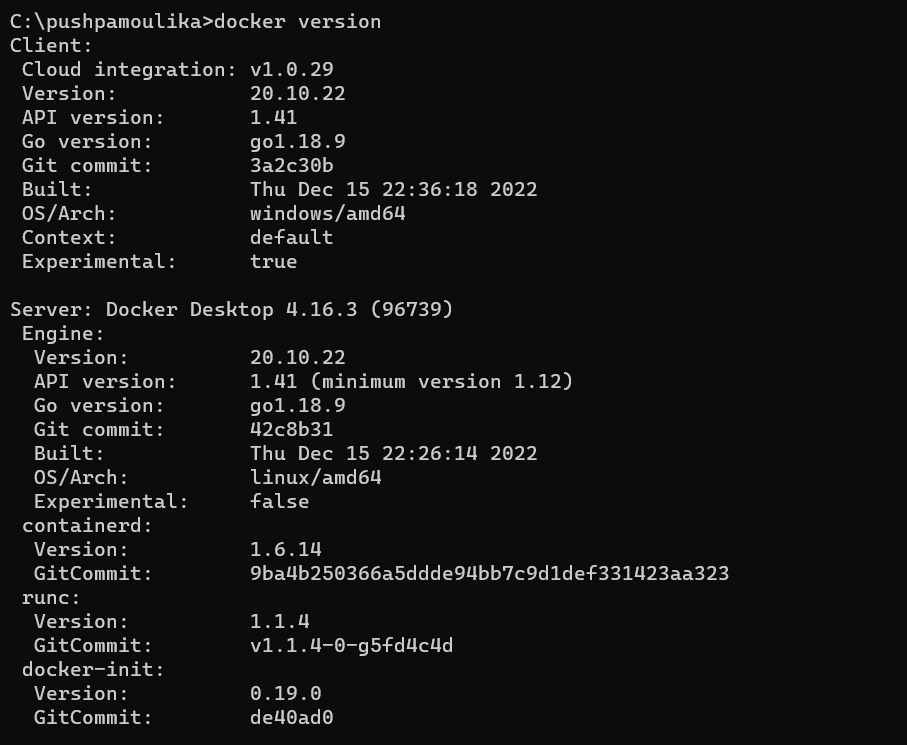 C:\pushpamoulika>docker version
Client:
 Cloud integration: v1.0.29
 Version:           20.10.22
 API version:       1.41
 Go version:        go1.18.9
 Git commit:        3a2c30b
 Built:             Thu Dec 15 22:36:18 2022
 OS/Arch:           windows/amd64
 Context:           default
 Experimental:      true

Server: Docker Desktop 4.16.3 (96739)
 Engine:
  Version:          20.10.22
  API version:      1.41 (minimum version 1.12)
  Go version:       go1.18.9
  Git commit:       42c8b31
  Built:            Thu Dec 15 22:26:14 2022
  OS/Arch:          linux/amd64
  Experimental:     false
 containerd:
  Version:          1.6.14
  GitCommit:        9ba4b250366a5ddde94bb7c9d1def331423aa323
 runc:
  Version:          1.1.4
  GitCommit:        v1.1.4-0-g5fd4c4d
 docker-init:
  Version:          0.19.0
  GitCommit:        de40ad0